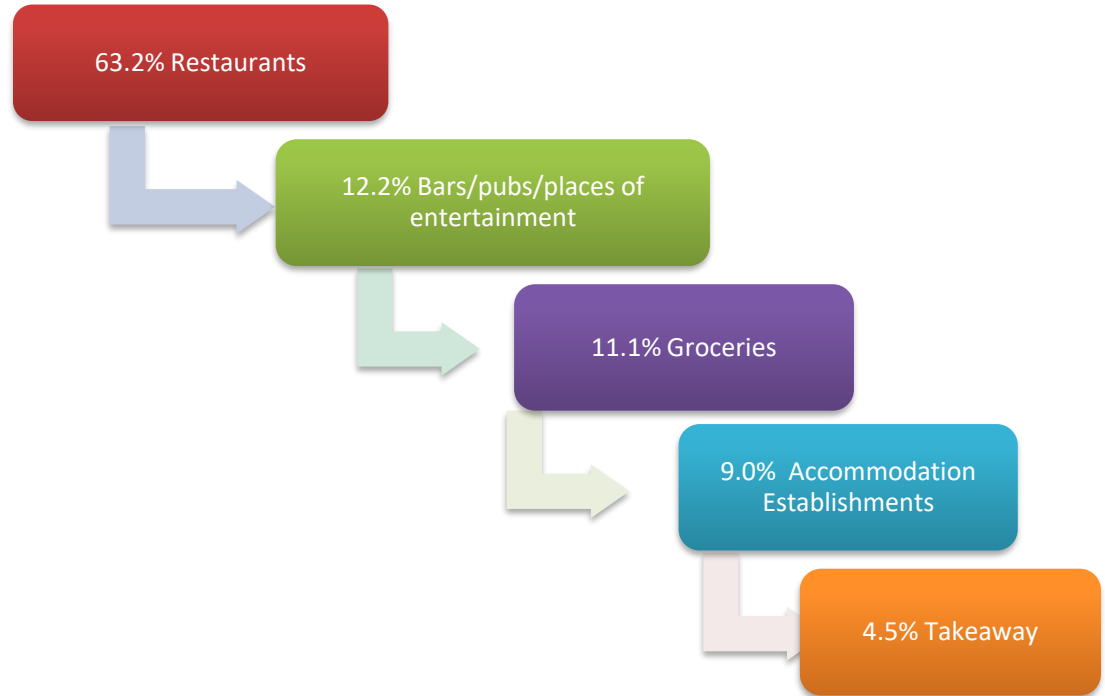 63.2% Restaurants
12.2% Bars/pubs/places of
entertainment
11.1% Groceries
9.0% Accommodation
Establishments
4.5% Takeaway